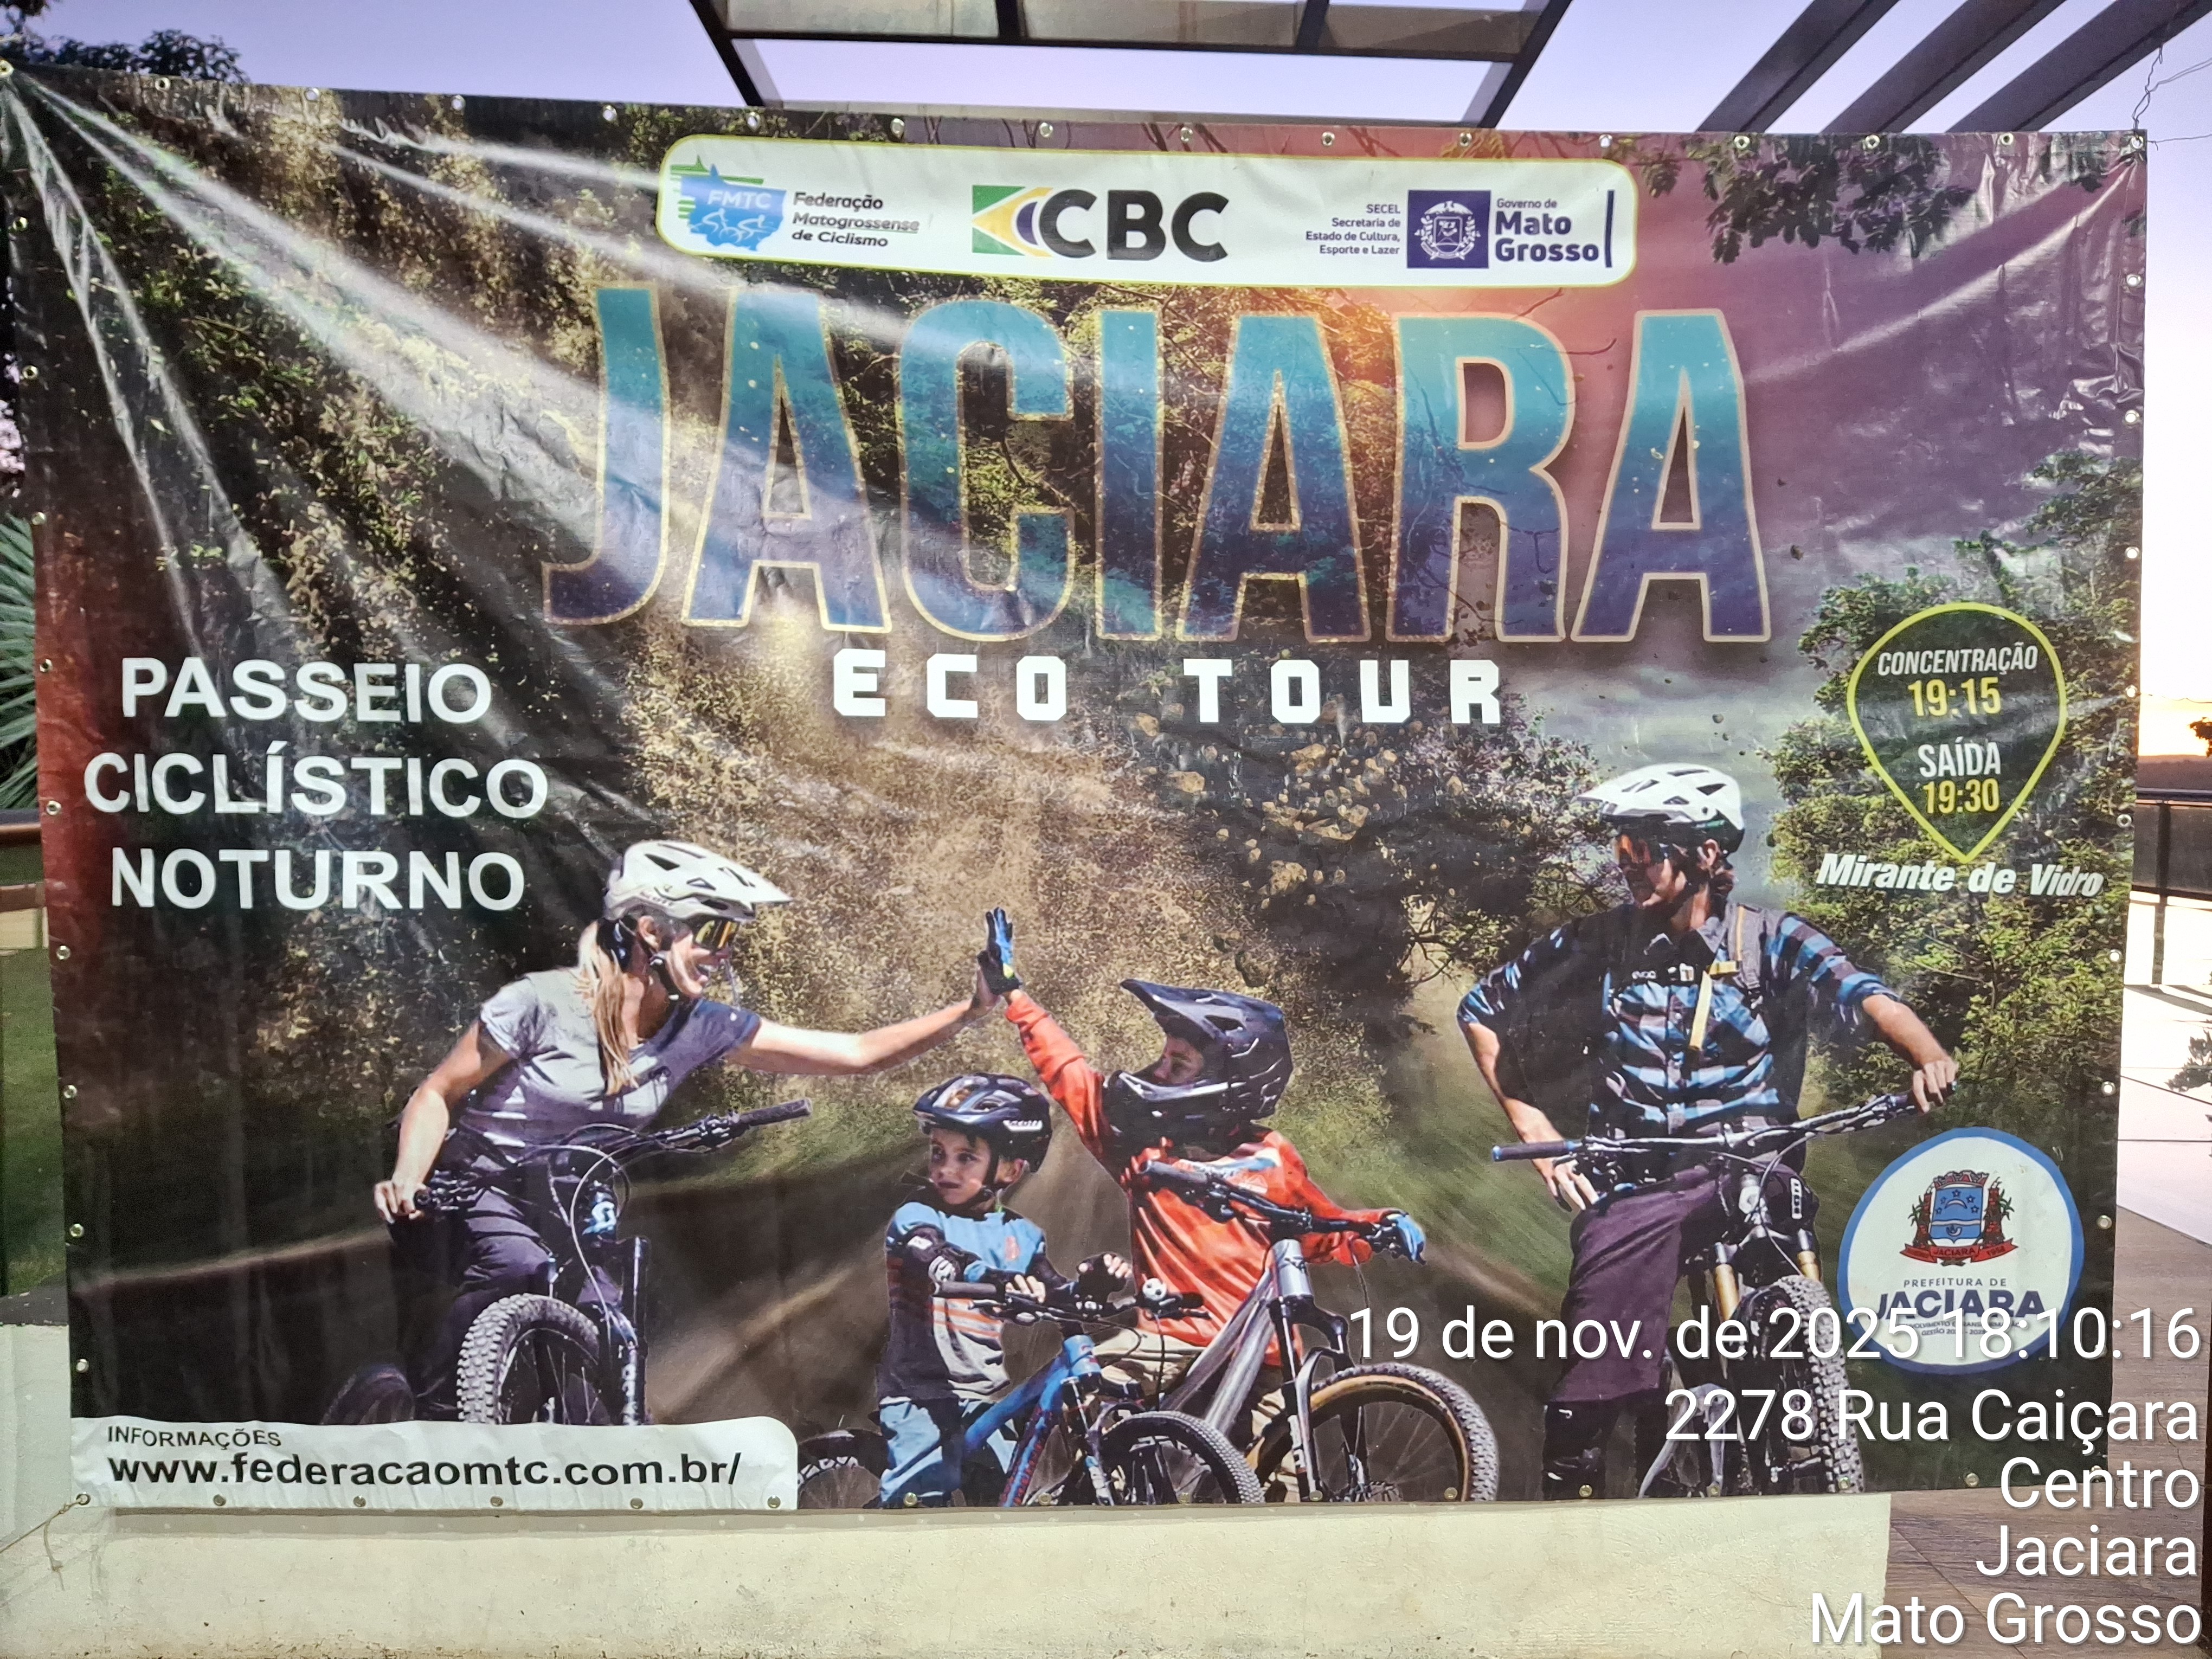 FMTC
Federação
Matogrossense
de Ciclismo
CBC
SECEL
Secretaria de
Estado de Cultura,
Esporte e Lazer
Governo de
Mato
Grosso
JACIARA
ECO TOUR
PASSEIO
CICLÍSTICO
NOTURNO
CONCENTRAÇÃO
19:15
SAÍDA
19:30
Mirante de Vidro
JACIARA
PREFEITURA DE
JACIARA
INFORMAÇÕES
www.federacaomtc.com.br/
19 de nov. de 2025 18:10:16
2278 Rua Caiçara
Centro
Jaciara
Mato Grosso